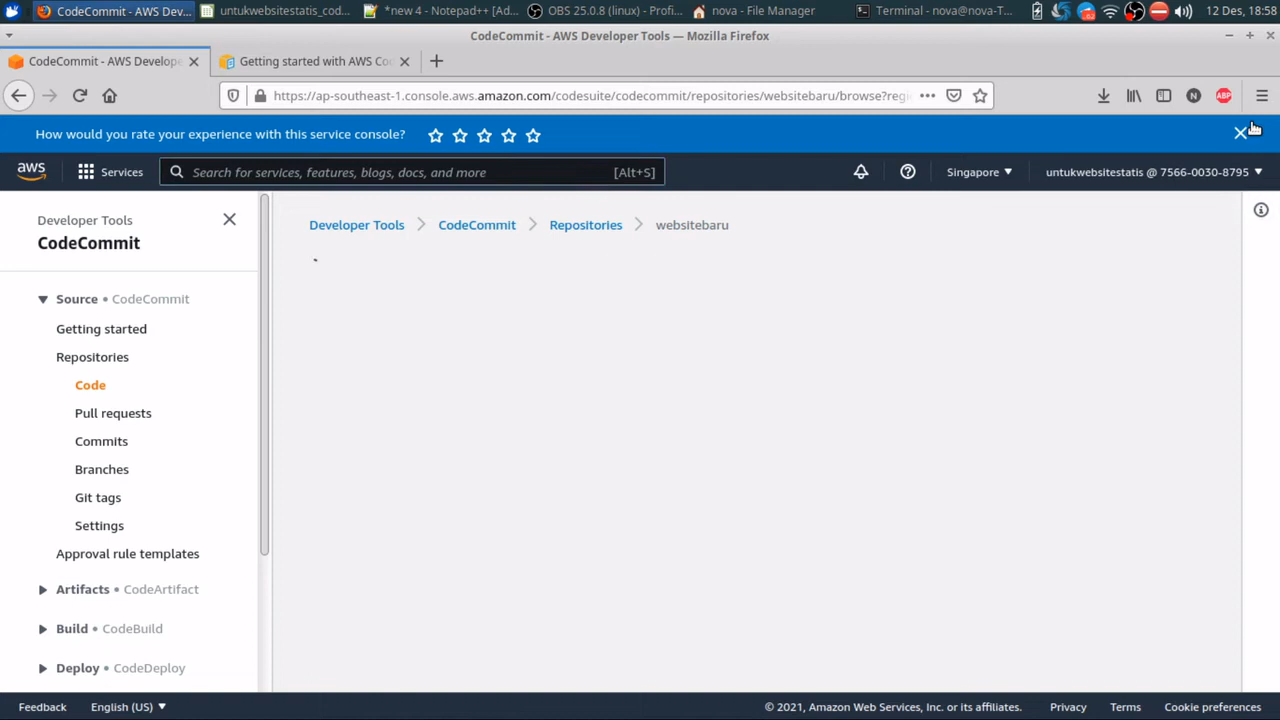 CodeCommit - AWS Dev...
untukwebsitestatis_cod...
*new 4 - Notepad++ [Ad...
OBS 25.0.8 (linux) - Profi...
nova - File Manager
Terminal - nova@nova-T...
12 Des, 18:58
CodeCommit - AWS Developer Tools — Mozilla Firefox
CodeCommit - AWS Develope
Getting started with AWS Co
https://ap-southeast-1.console.aws.amazon.com/codesuite/codecommit/repositories/websitebaru/browse?regi
N
ABP
How would you rate your experience with this service console?
aws
Services
Search for services, features, blogs, docs, and more
[Alt+S]
Singapore
untukwebsitestatis @ 7566-0030-8795
Developer Tools
CodeCommit
Developer Tools
CodeCommit
Repositories
websitebaru
Source • CodeCommit
Getting started
Repositories
Code
Pull requests
Commits
Branches
Git tags
Settings
Approval rule templates
Artifacts • CodeArtifact
Build • CodeBuild
Deploy • CodeDeploy
Feedback
English (US)
© 2021, Amazon Web Services, Inc. or its affiliates.
Privacy
Terms
Cookie preferences